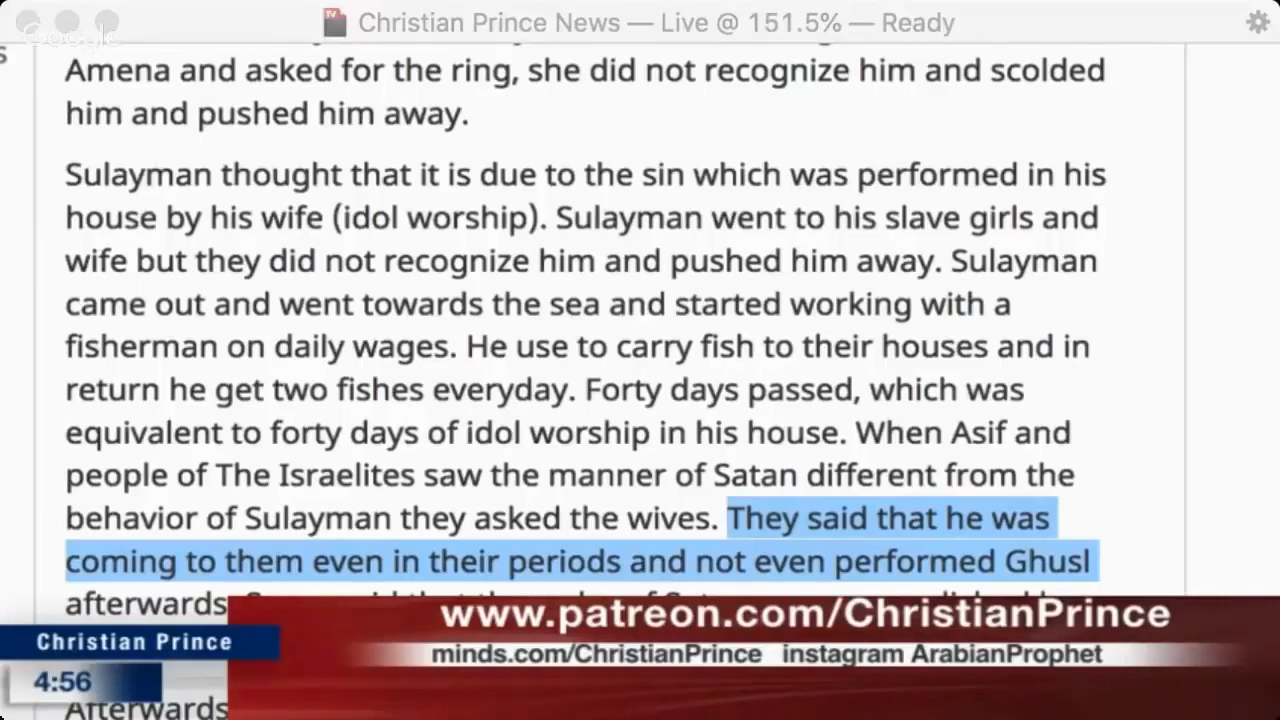 Christian Prince News — Live @ 151.5% — Ready
Google
s
Amena and asked for the ring, she did not recognize him and scolded
him and pushed him away.
Sulayman thought that it is due to the sin which was performed in his
house by his wife (idol worship). Sulayman went to his slave girls and
wife but they did not recognize him and pushed him away. Sulayman
came out and went towards the sea and started working with a
fisherman on daily wages. He use to carry fish to their houses and in
return he get two fishes everyday. Forty days passed, which was
equivalent to forty days of idol worship in his house. When Asif and
people of The Israelites saw the manner of Satan different from the
behavior of Sulayman they asked the wives. They said that he was
coming to them even in their periods and not even performed Ghusl
afterwards
www.patreon.com/ChristianPrince
Christian Prince
minds.com/ChristianPrince instagram ArabianProphet
4:56
Afterwards